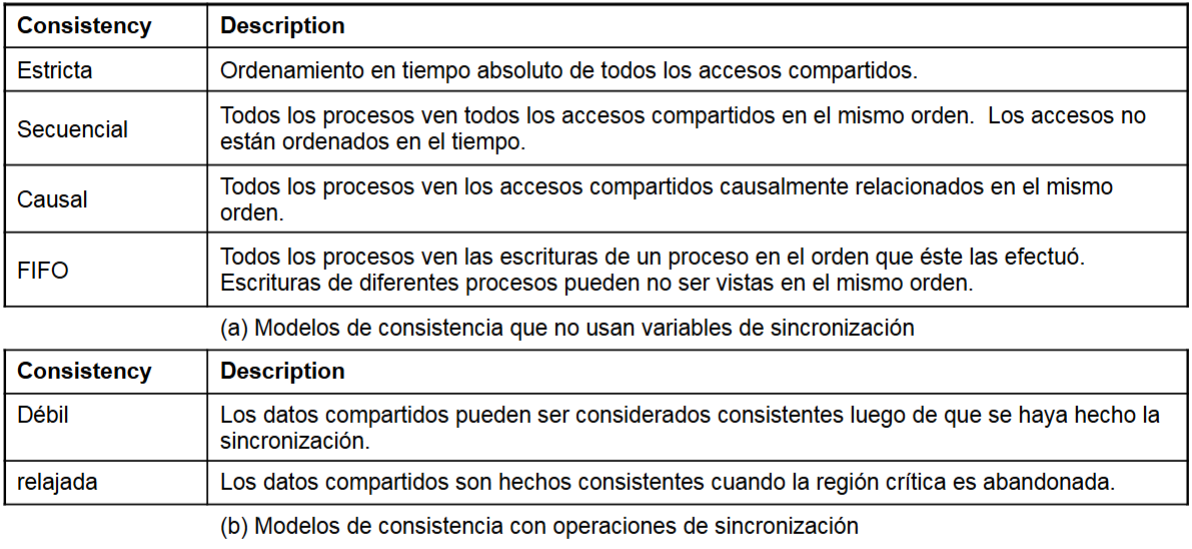 Consistency Description
Estricta Ordenamiento en tiempo absoluto de todos los accesos compartidos.
Secuencial Todos los procesos ven todos los accesos compartidos en el mismo orden. Los accesos no
están ordenados en el tiempo.
Causal Todos los procesos ven los accesos compartidos causalmente relacionados en el mismo
orden.
FIFO Todos los procesos ven las escrituras de un proceso en el orden que éste las efectuó.
Escrituras de diferentes procesos pueden no ser vistas en el mismo orden.
(a) Modelos de consistencia que no usan variables de sincronización
Consistency Description
Débil Los datos compartidos pueden ser considerados consistentes luego de que se haya hecho la
sincronización.
relajada Los datos compartidos son hechos consistentes cuando la región crítica es abandonada.
(b) Modelos de consistencia con operaciones de sincronización